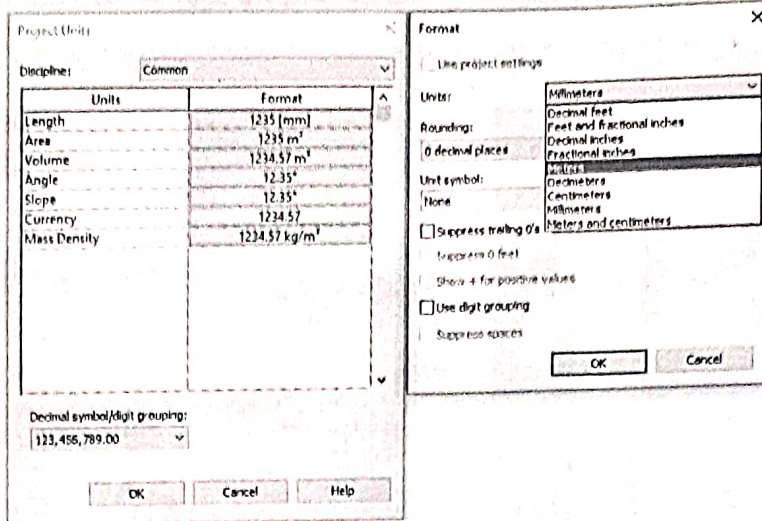 Project Units
Discipline:
Common
Units Format
Length 1235 [mm]
Area 1235 m²
Volume 1234.57 m³
Angle 12.35°
Slope 12.35°
Currency 1234.57
Mass Density 1234.57 kg/m³
Decimal symbol/digit grouping:
123,456,789.00
OK Cancel Help
Format
Use project settings
Units:
Millimeters
Decimal feet
Feet and fractional inches
Decimal inches
Fractional inches
Meters
Decimeters
Centimeters
Millimeters
Meters and centimeters
Rounding:
0 decimal places
Unit symbol:
None
Suppress trailing 0's
Suppress 0 feet
Show + for positive values
Use digit grouping
Suppress spaces
OK Cancel